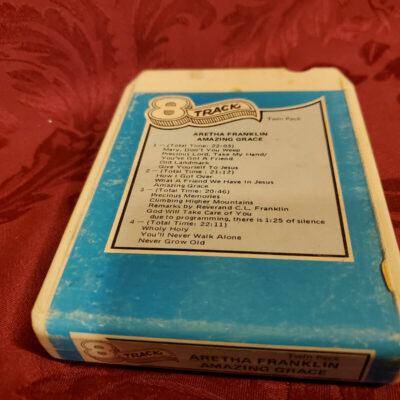 8 TRACK
Twin Pack
ARETHA FRANKLIN
AMAZING GRACE
1 — (Total Time: 22:03)
Mary, Don't You Weep
Precious Lord, Take My Hand/
You've Got A Friend
Old Landmark
Give Yourself To Jesus
2 — (Total Time: 21:12)
How I Got Over
What A Friend We Have In Jesus
Amazing Grace
3 — (Total Time: 20:46)
Precious Memories
Climbing Higher Mountains
Remarks by Reverand C.L. Franklin
God Will Take Care of You
due to programming, there is 1:25 of silence
4 — (Total Time: 22:11)
Wholy Holy
You'll Never Walk Alone
Never Grow Old
8 TRACK
Twin Pack
ARETHA FRANKLIN
AMAZING GRACE